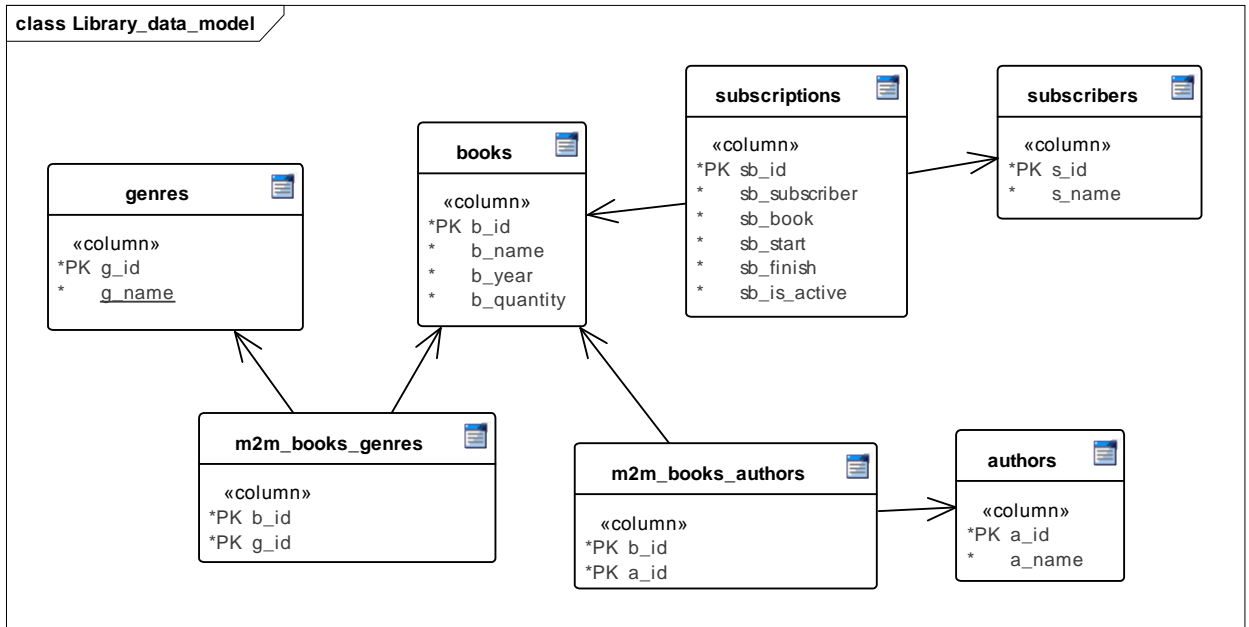 class Library_data_model
genres
«column»
*PK g_id
* g_name
books
«column»
*PK b_id
* b_name
* b_year
* b_quantity
subscriptions
«column»
*PK sb_id
* sb_subscriber
* sb_book
* sb_start
* sb_finish
* sb_is_active
subscribers
«column»
*PK s_id
* s_name
m2m_books_genres
«column»
*PK b_id
*PK g_id
m2m_books_authors
«column»
*PK b_id
*PK a_id
authors
«column»
*PK a_id
* a_name